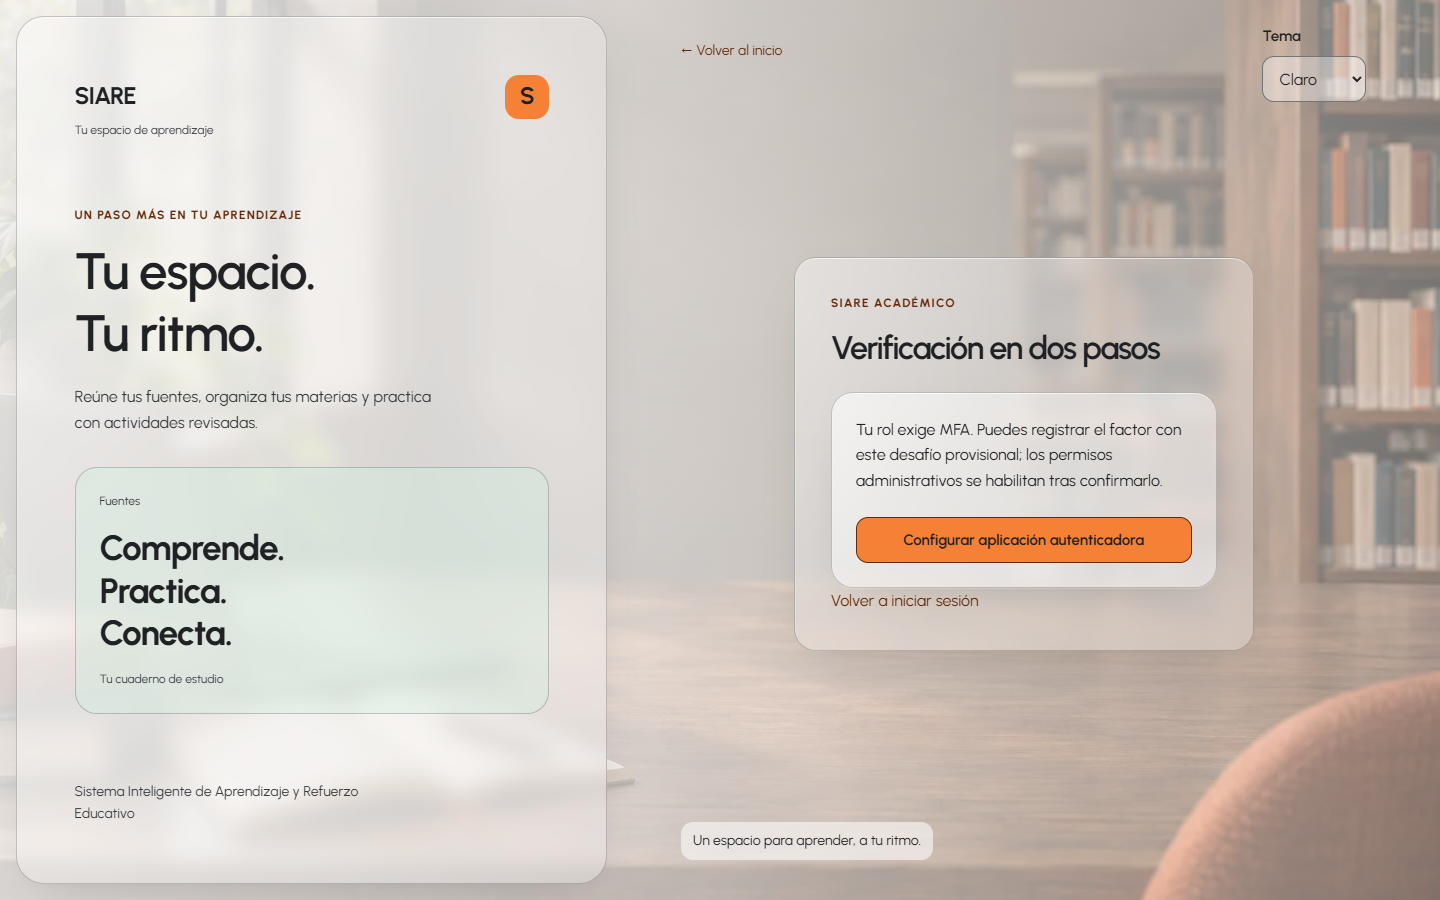 SIARE
S
Tu espacio de aprendizaje
UN PASO MÁS EN TU APRENDIZAJE
Tu espacio.
Tu ritmo.
Reúne tus fuentes, organiza tus materias y practica
con actividades revisadas.
Fuentes
Comprende.
Practica.
Conecta.
Tu cuaderno de estudio
Sistema Inteligente de Aprendizaje y Refuerzo
Educativo
← Volver al inicio
Tema
Claro
SIARE ACADÉMICO
Verificación en dos pasos
Tu rol exige MFA. Puedes registrar el factor con
este desafío provisional; los permisos
administrativos se habilitan tras confirmarlo.
Configurar aplicación autenticadora
Volver a iniciar sesión
Un espacio para aprender, a tu ritmo.